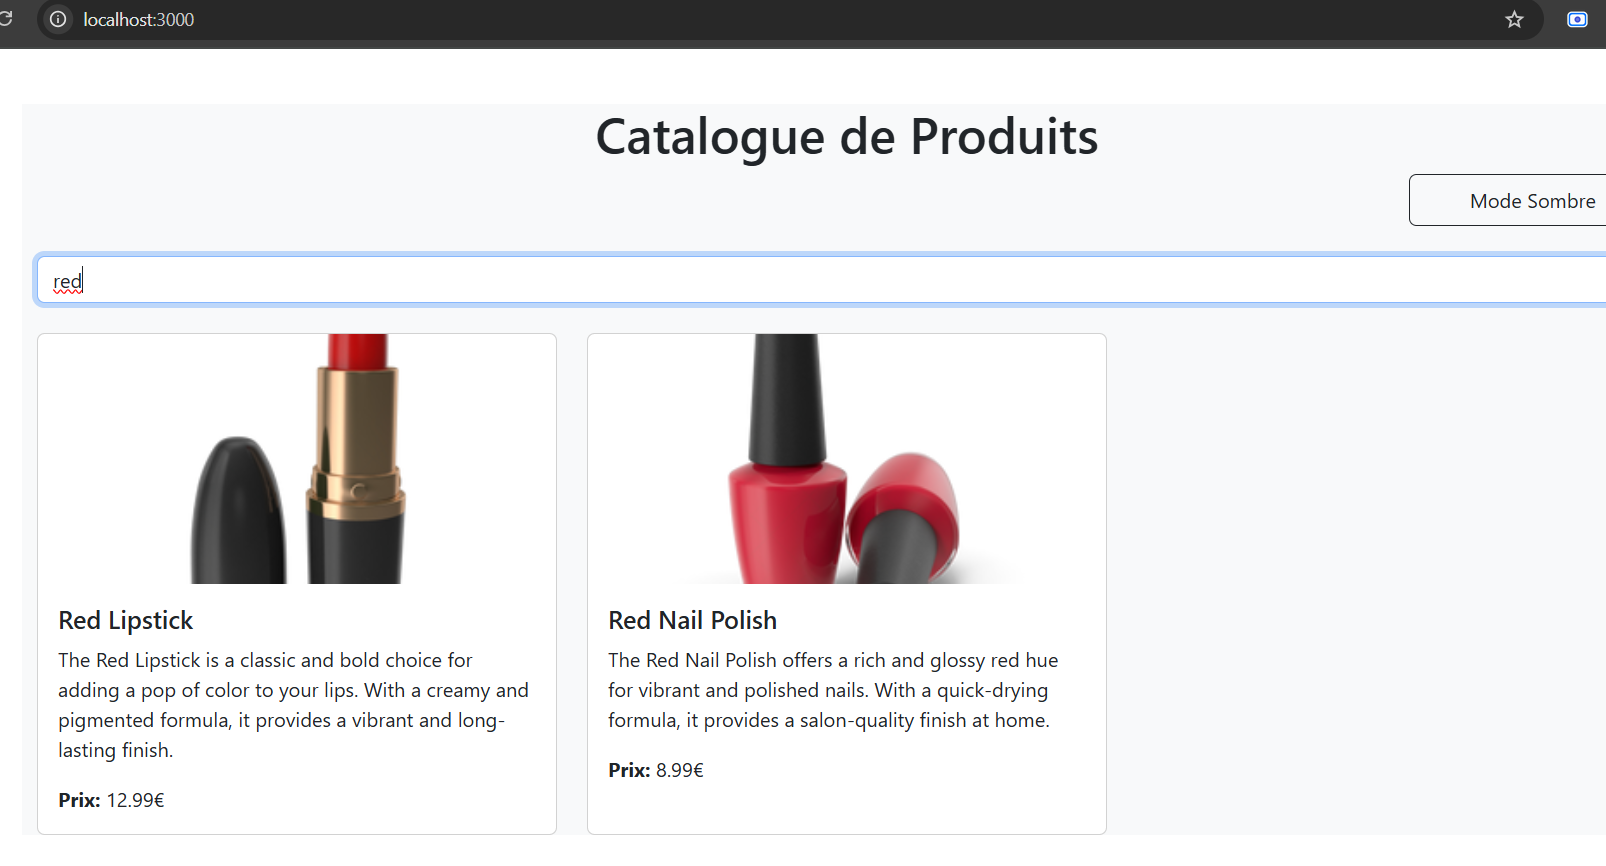 localhost:3000
Catalogue de Produits
Mode Sombre
red
Red Lipstick
The Red Lipstick is a classic and bold choice for
adding a pop of color to your lips. With a creamy and
pigmented formula, it provides a vibrant and long-
lasting finish.
Prix: 12.99€
Red Nail Polish
The Red Nail Polish offers a rich and glossy red hue
for vibrant and polished nails. With a quick-drying
formula, it provides a salon-quality finish at home.
Prix: 8.99€